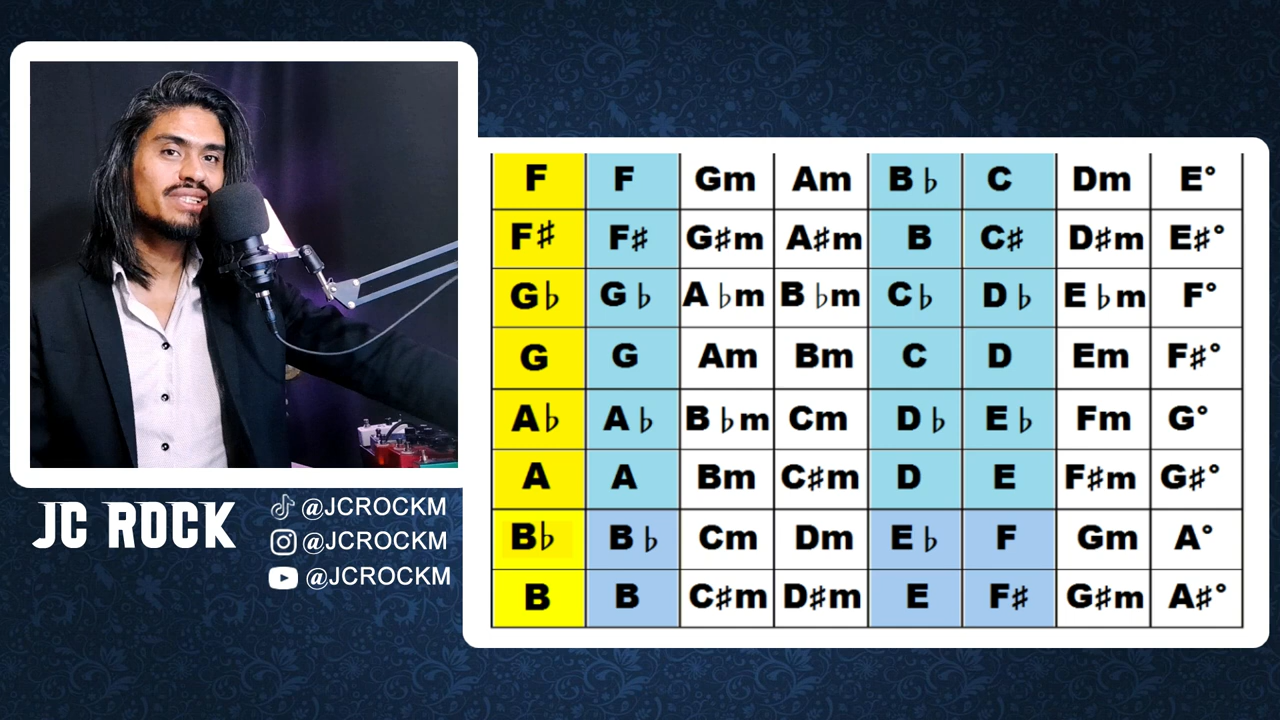 JC ROCK
@JCROCKM
@JCROCKM
@JCROCKM
F F Gm Am B♭ C Dm E°
F♯ F♯ G♯m A♯m B C♯ D♯m E♯°
G♭ G♭ A♭m B♭m C♭ D♭ E♭m F°
G G Am Bm C D Em F♯°
A♭ A♭ B♭m Cm D♭ E♭ Fm G°
A A Bm C♯m D E F♯m G♯°
B♭ B♭ Cm Dm E♭ F Gm A°
B B C♯m D♯m E F♯ G♯m A♯°